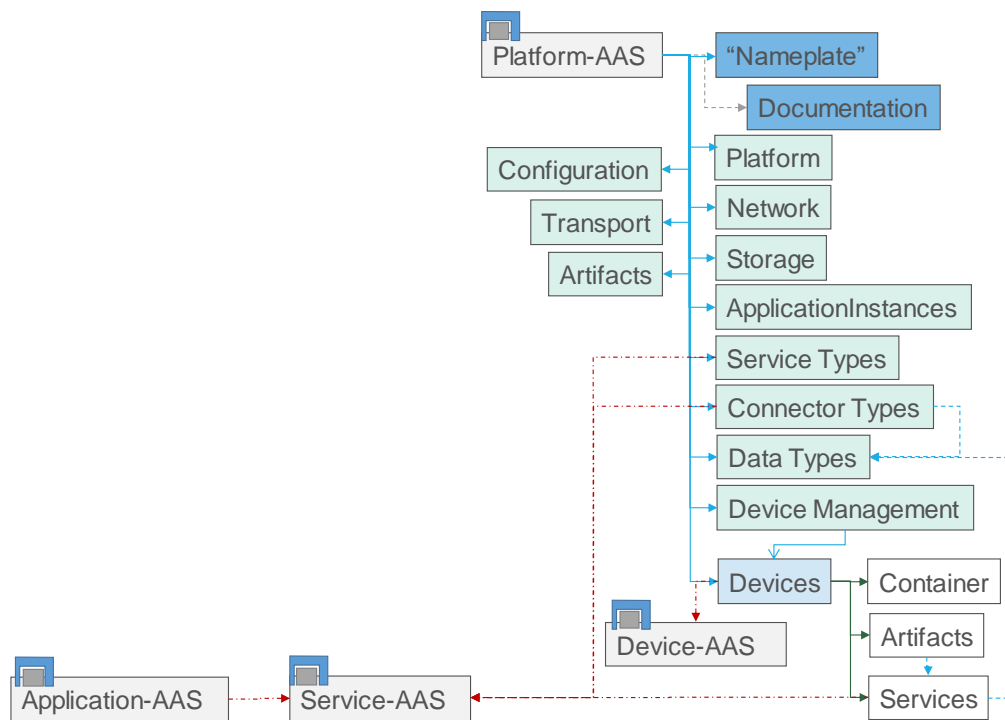 Platform-AAS
“Nameplate”
Documentation
Platform
Configuration
Network
Transport
Storage
Artifacts
ApplicationInstances
Service Types
Connector Types
Data Types
Device Management
Devices
Container
Device-AAS
Artifacts
Application-AAS
Service-AAS
Services